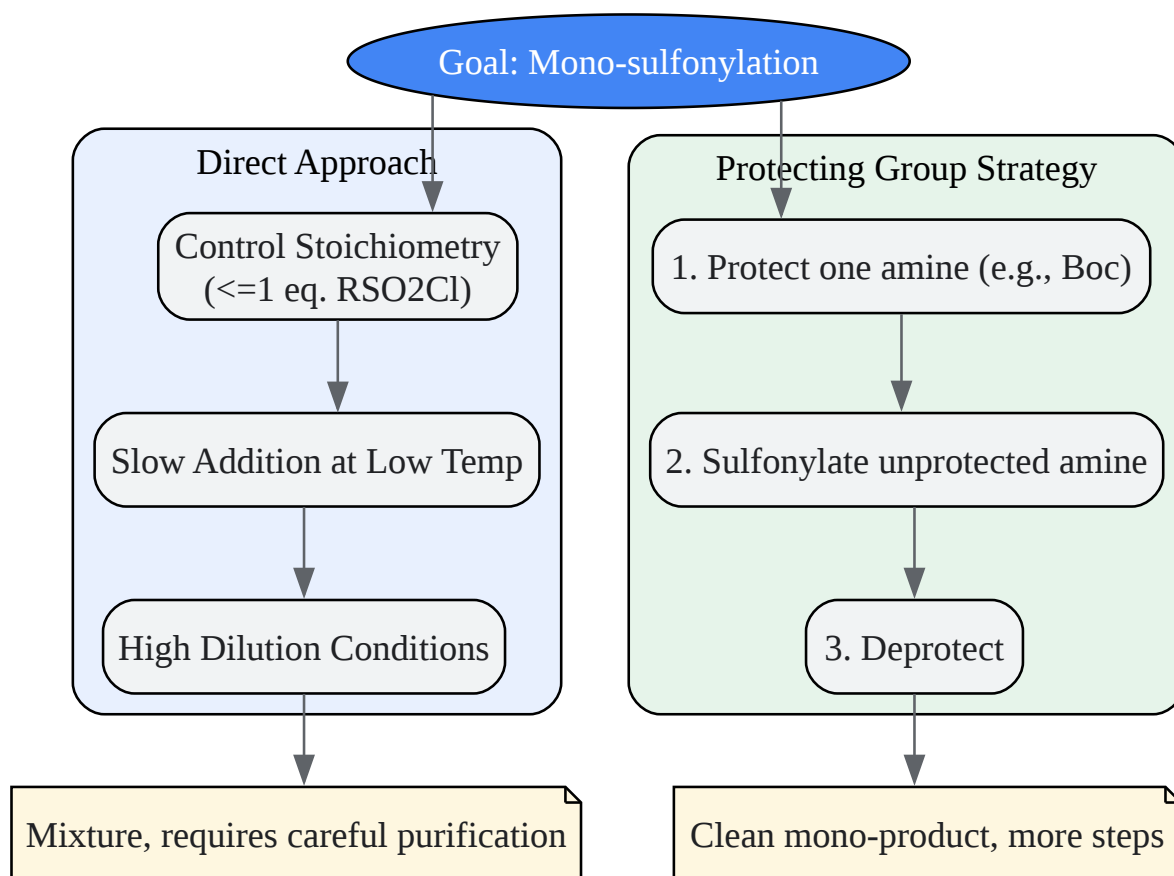 Goal: Mono-sulfonylation
Direct Approach
Control Stoichiometry
(<=1 eq. RSO2Cl)
Slow Addition at Low Temp
High Dilution Conditions
Mixture, requires careful purification
Protecting Group Strategy
1. Protect one amine (e.g., Boc)
2. Sulfonylate unprotected amine
3. Deprotect
Clean mono-product, more steps